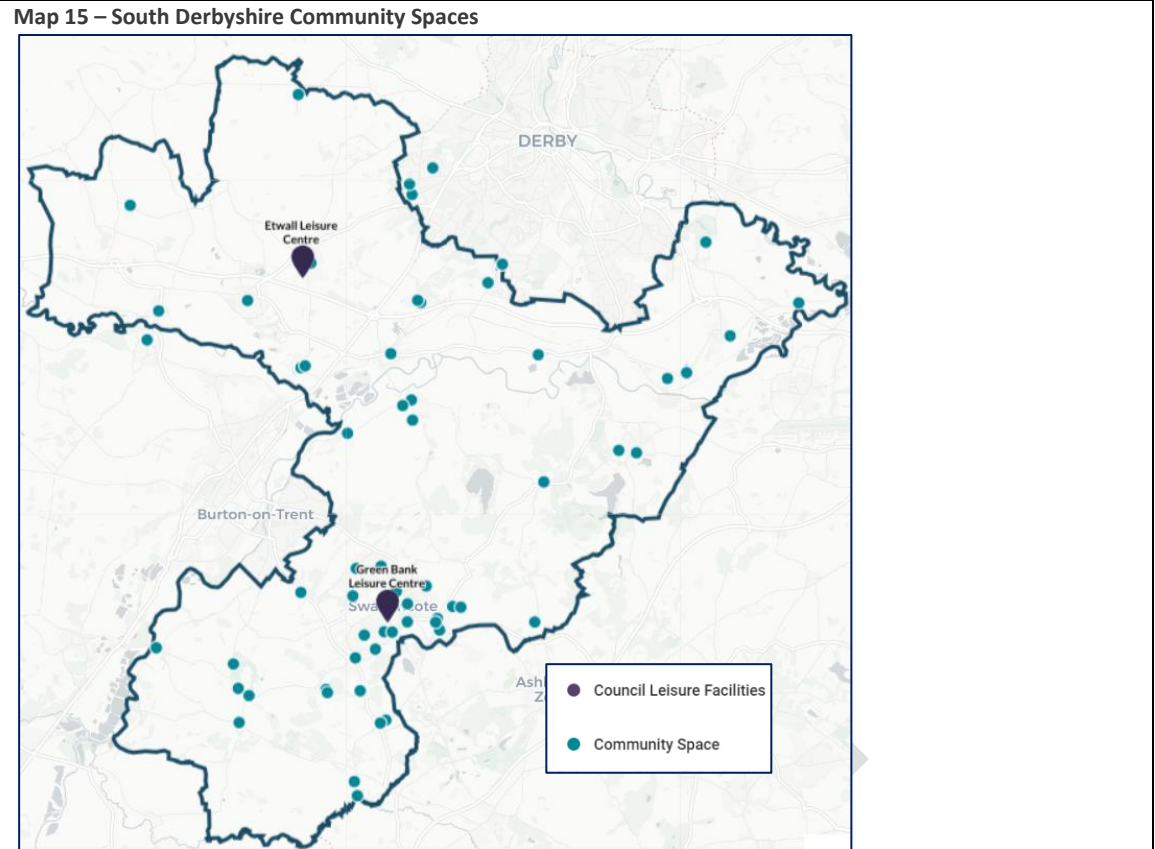 Map 15 – South Derbyshire Community Spaces
DERBY
Etwall Leisure
Centre
Burton-on-Trent
Green Bank
Leisure Centre
Council Leisure Facilities
Community Space